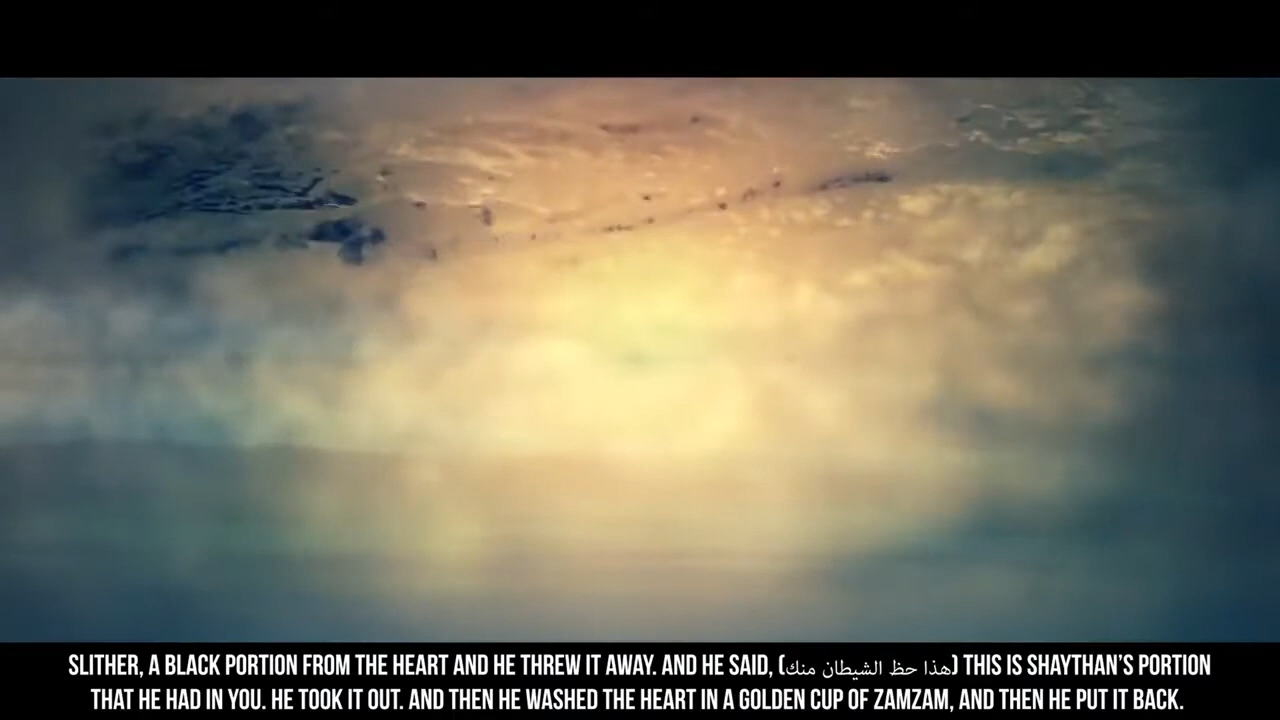 SLITHER, A BLACK PORTION FROM THE HEART AND HE THREW IT AWAY. AND HE SAID, (هذا حظ الشيطان منك) THIS IS SHAYTHAN'S PORTION
THAT HE HAD IN YOU. HE TOOK IT OUT. AND THEN HE WASHED THE HEART IN A GOLDEN CUP OF ZAMZAM, AND THEN HE PUT IT BACK.